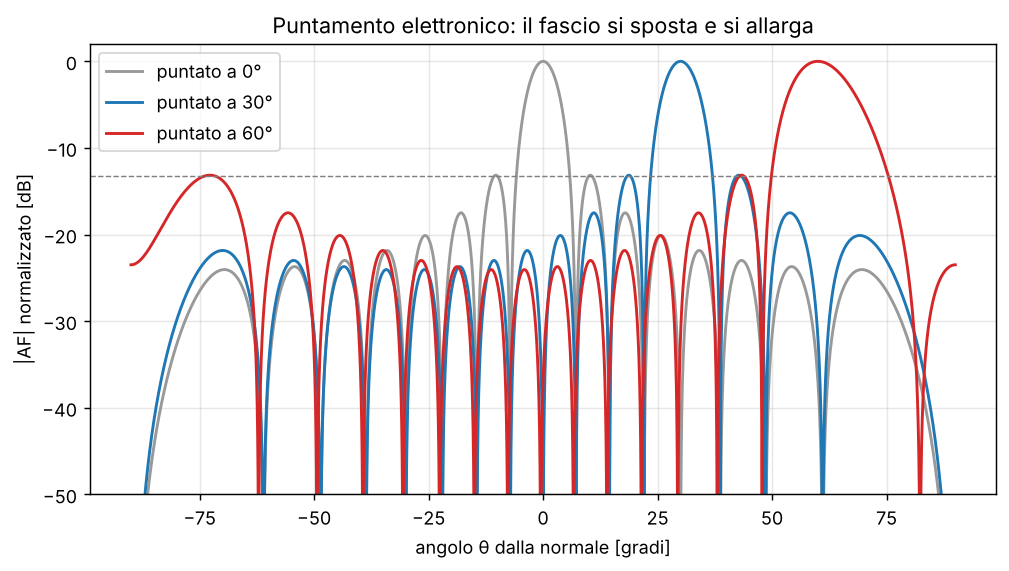 Puntamento elettronico: il fascio si sposta e si allarga
puntato a 0°
puntato a 30°
puntato a 60°
|AF| normalizzato [dB]
0
−10
−20
−30
−40
−50
−75
−50
−25
0
25
50
75
angolo θ dalla normale [gradi]